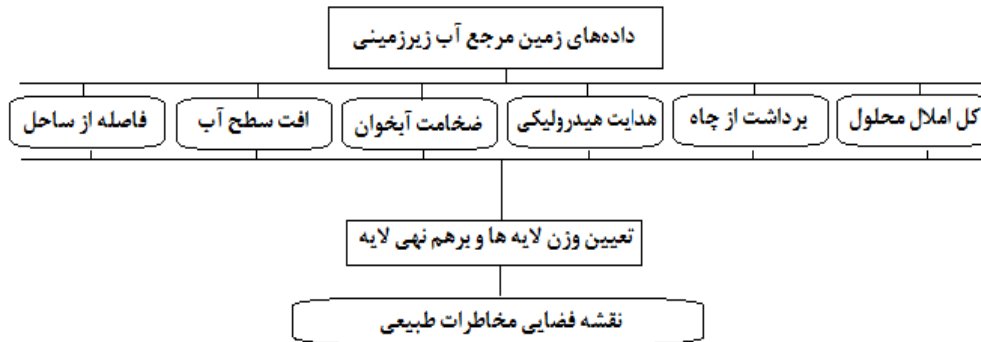 داده‌های زمین مرجع آب زیرزمینی
کل املال محلول
برداشت از چاه
هدایت هیدرولیکی
ضخامت آبخوان
افت سطح آب
فاصله از ساحل
تعیین وزن لایه ها و برهم نهی لایه
نقشه فضایی مخاطرات طبیعی